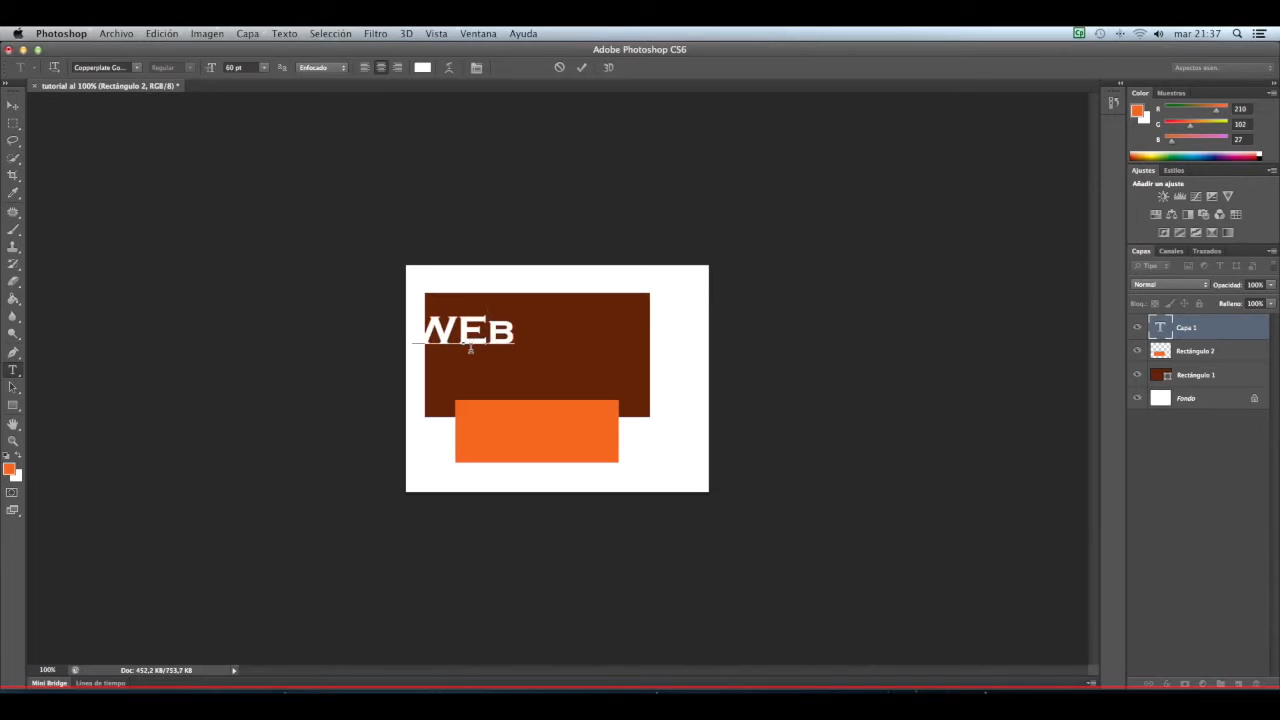 Photoshop Archivo Edición Imagen Capa Texto Selección Filtro 3D Vista Ventana Ayuda mar 21:37
Adobe Photoshop CS6
Copperplate Go... Regular 60 pt Enfocado 3D Aspectos esen.
tutorial al 100% (Rectángulo 2, RGB/8) *
Color Muestras
R 210
G 102
B 27
Ajustes Estilos
Añadir un ajuste
Capas Canales Trazados
Tipo
Normal Opacidad: 100%
Bloq.: Relleno: 100%
WEB
Capa 1
Rectángulo 2
Rectángulo 1
Fondo
100% Doc: 452,2 KB/753,7 KB
Mini Bridge Línea de tiempo